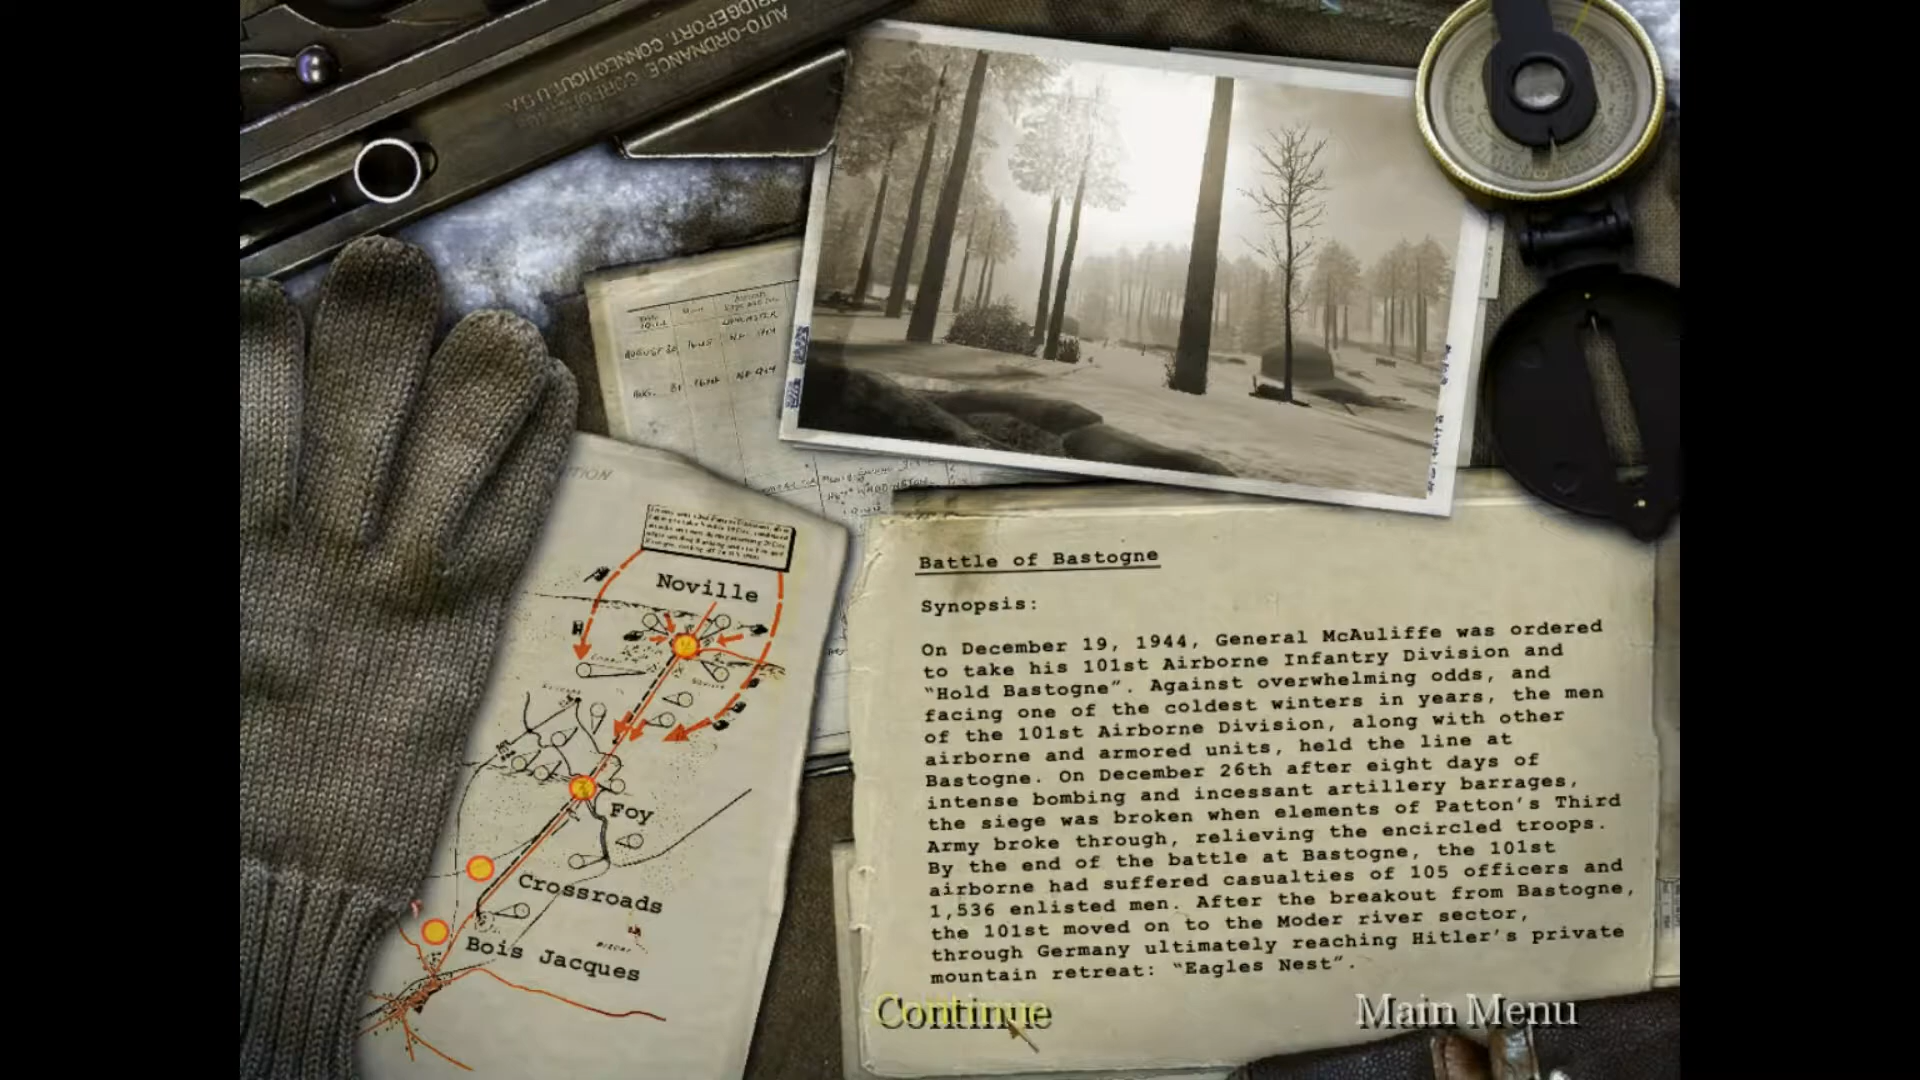 AUTO-ORDNANCE CORPORATION
BRIDGEPORT, CONNECTICUT, U.S.A.
Noville
Foy
Crossroads
Bois Jacques
Battle of Bastogne
Synopsis:
On December 19, 1944, General McAuliffe was ordered
to take his 101st Airborne Infantry Division and
“Hold Bastogne”. Against overwhelming odds, and
facing one of the coldest winters in years, the men
of the 101st Airborne Division, along with other
airborne and armored units, held the line at
Bastogne. On December 26th after eight days of
intense bombing and incessant artillery barrages,
the siege was broken when elements of Patton’s Third
Army broke through, relieving the encircled troops.
By the end of the battle at Bastogne, the 101st
airborne had suffered casualties of 105 officers and
1,536 enlisted men. After the breakout from Bastogne,
the 101st moved on to the Moder river sector,
through Germany ultimately reaching Hitler’s private
mountain retreat: “Eagles Nest”.
Continue
Main Menu